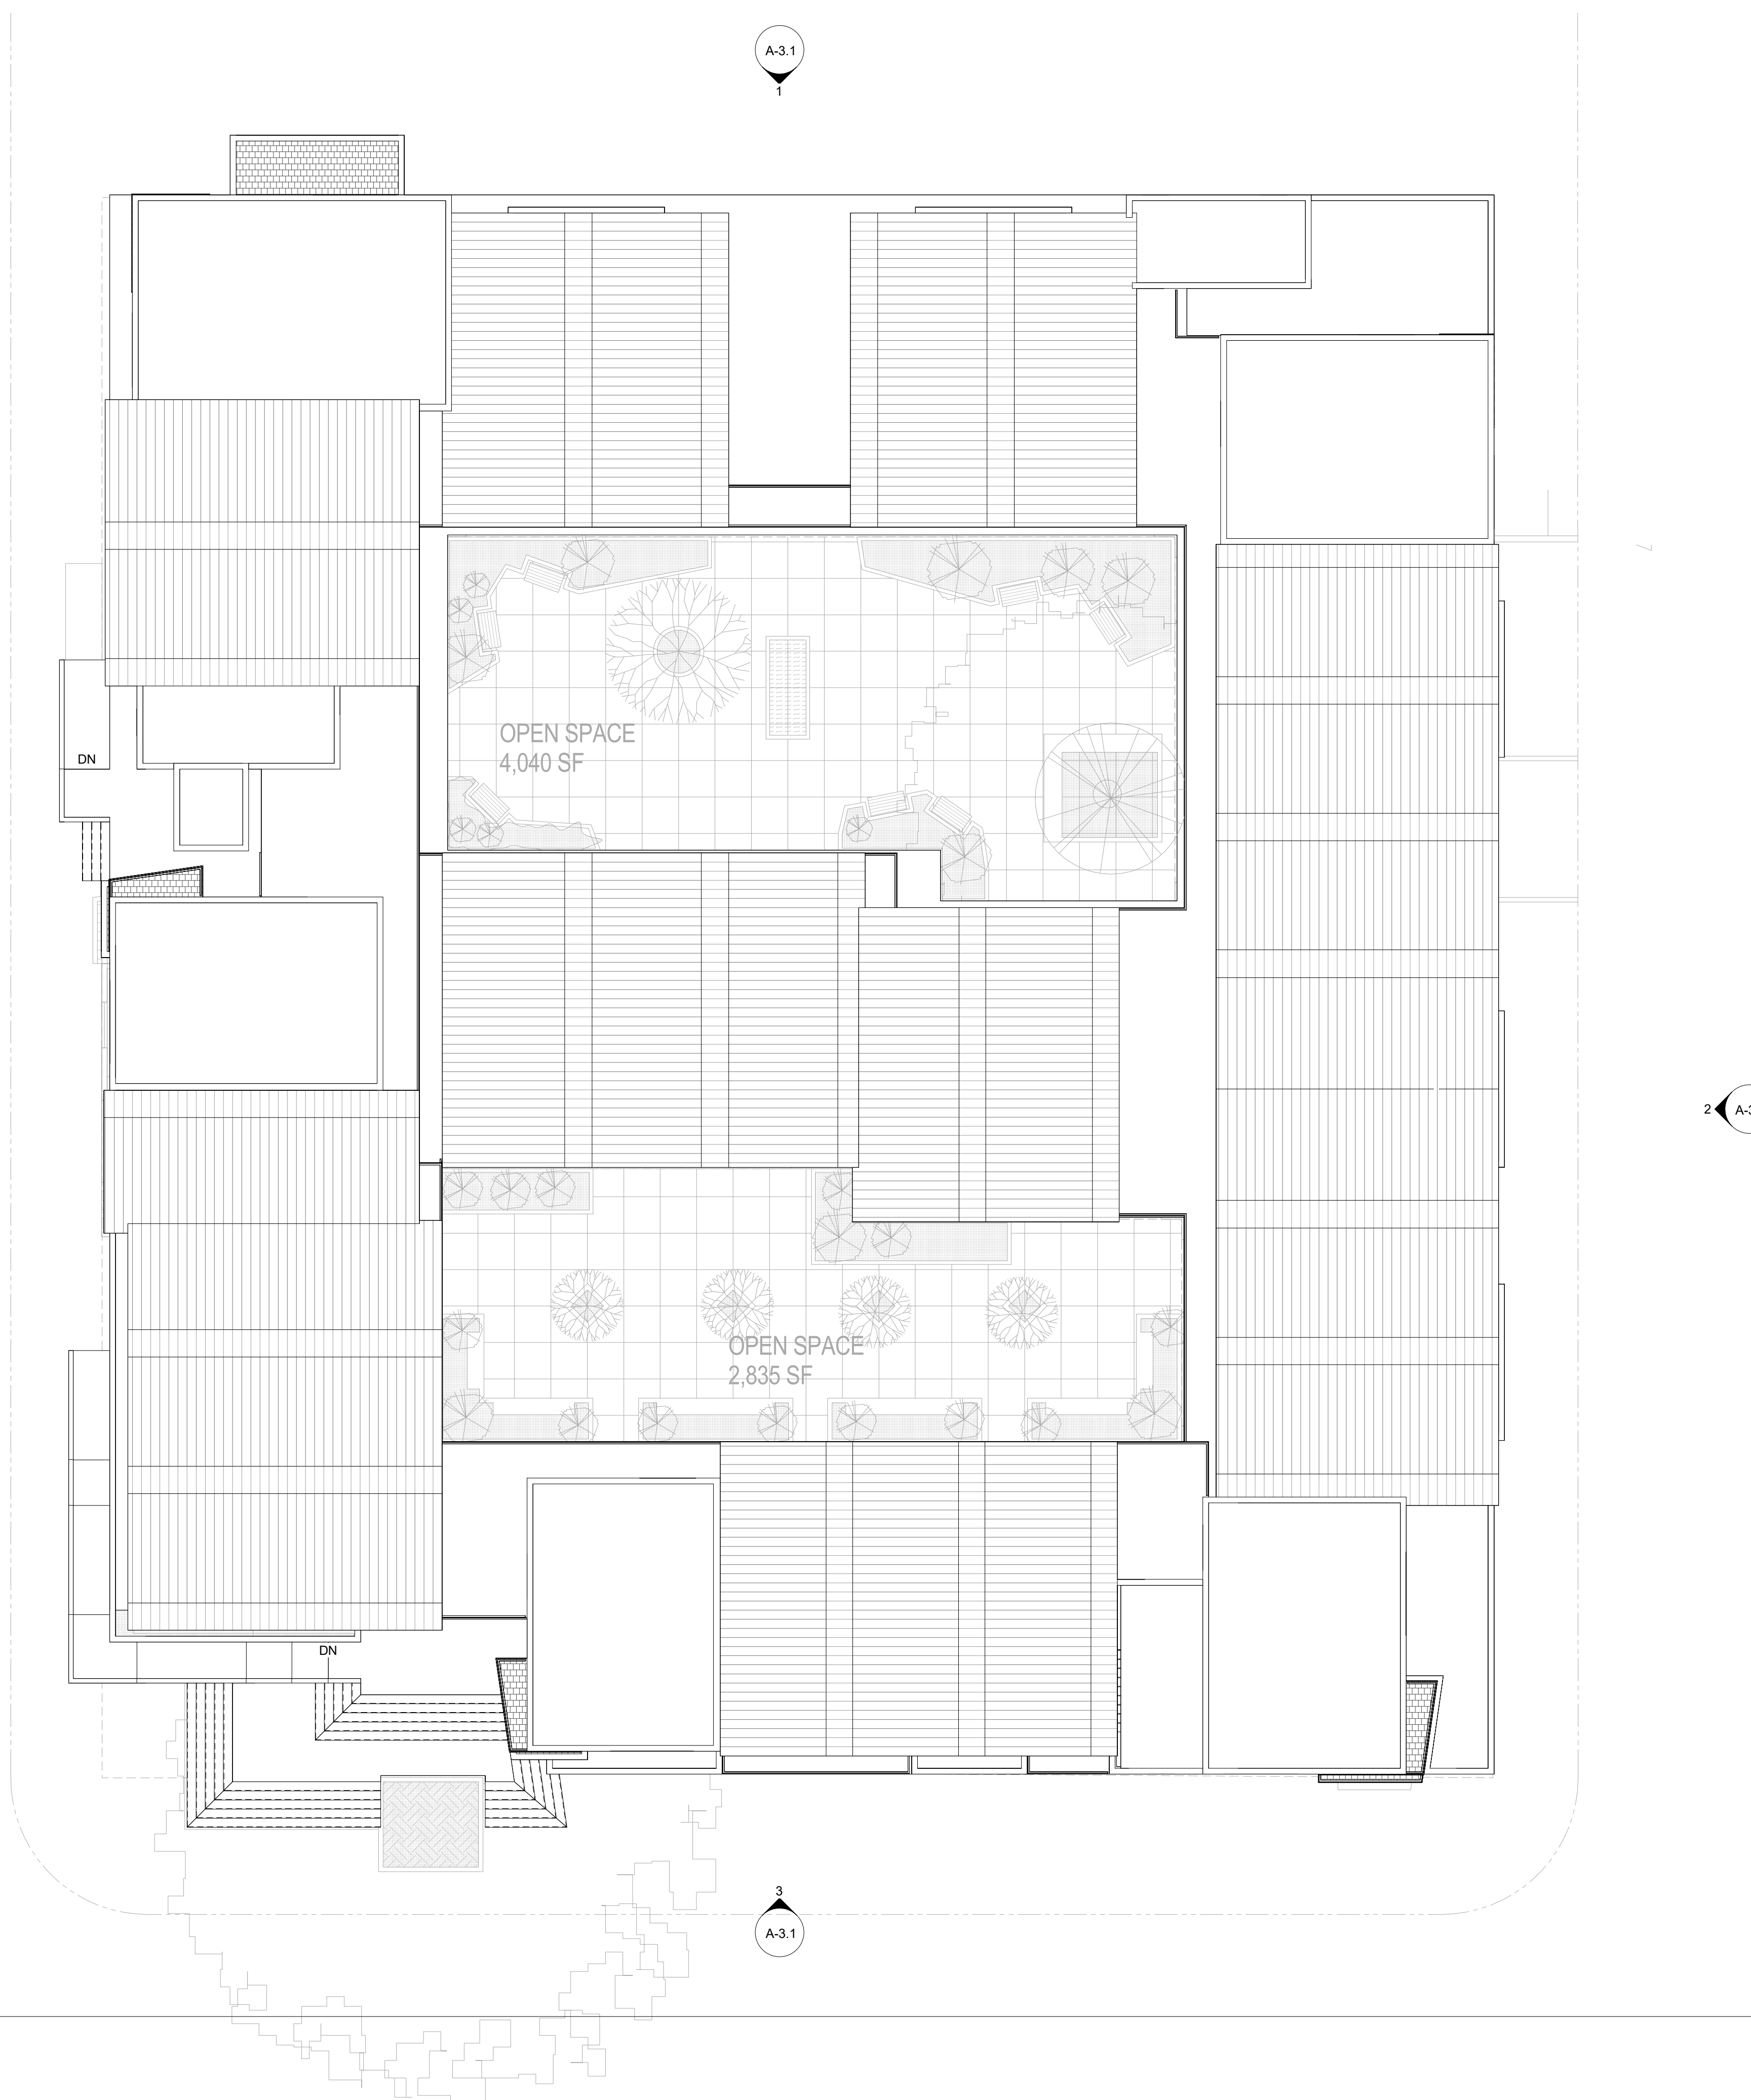 A-3.1
1
OPEN SPACE
4,040 SF
DN
2
OPEN SPACE
2,835 SF
DN
3
A-3.1